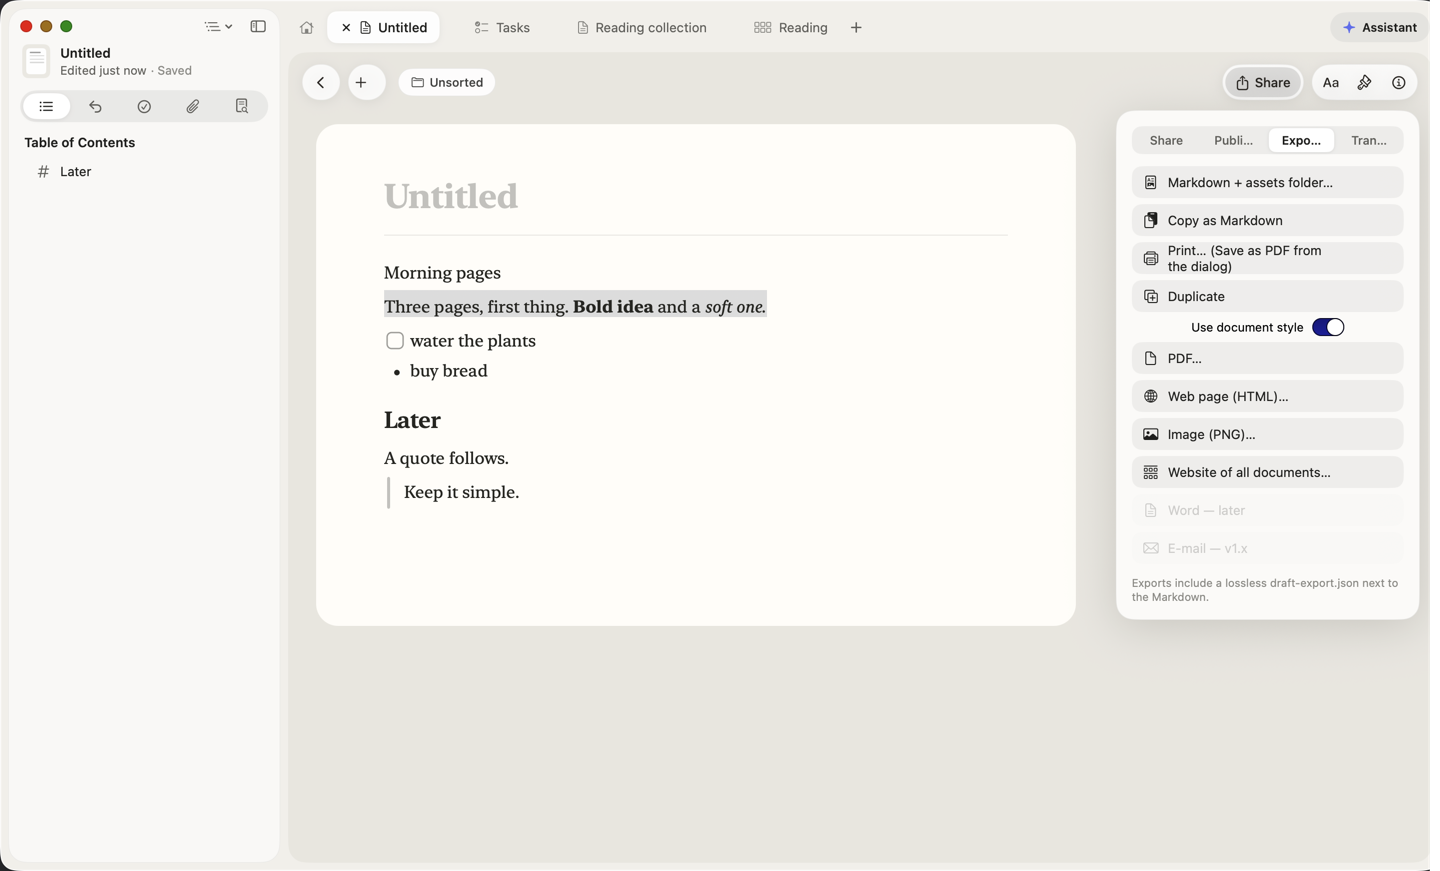 Untitled
Edited just now · Saved
Table of Contents
# Later
Untitled
Tasks
Reading collection
Reading
Assistant
Unsorted
Share
Aa
Untitled
Morning pages
Three pages, first thing. Bold idea and a soft one.
water the plants
• buy bread
Later
A quote follows.
Keep it simple.
Share
Publi...
Expo...
Tran...
Markdown + assets folder...
Copy as Markdown
Print... (Save as PDF from
the dialog)
Duplicate
Use document style
PDF...
Web page (HTML)...
Image (PNG)...
Website of all documents...
Word — later
E-mail — v1.x
Exports include a lossless draft-export.json next to
the Markdown.